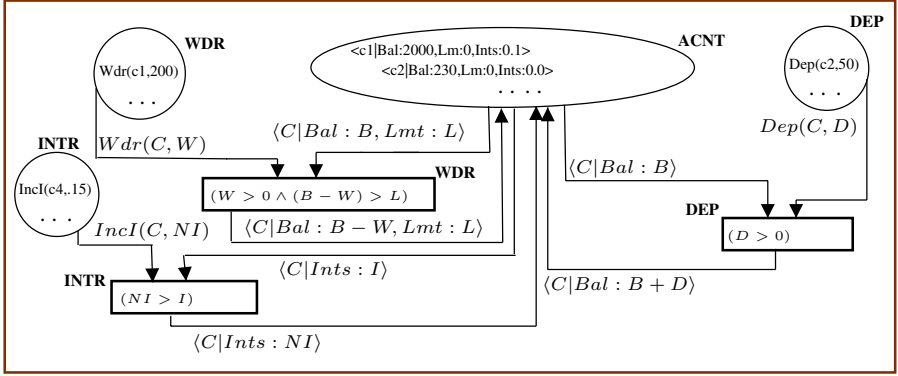 WDR
Wdr(c1,200)
. . .
<c1|Bal:2000,Lm:0,Ints:0.1>
<c2|Bal:230,Lm:0,Ints:0.0>
. . . .
ACNT
DEP
Dep(c2,50)
. . .
Wdr(C, W)
⟨C|Bal : B, Lmt : L⟩
Dep(C, D)
INTR
IncI(c4,.15)
. . .
WDR
(W > 0 ∧ (B − W) > L)
⟨C|Bal : B⟩
⟨C|Bal : B − W, Lmt : L⟩
DEP
(D > 0)
IncI(C, NI)
⟨C|Ints : I⟩
⟨C|Bal : B + D⟩
INTR
(NI > I)
⟨C|Ints : NI⟩